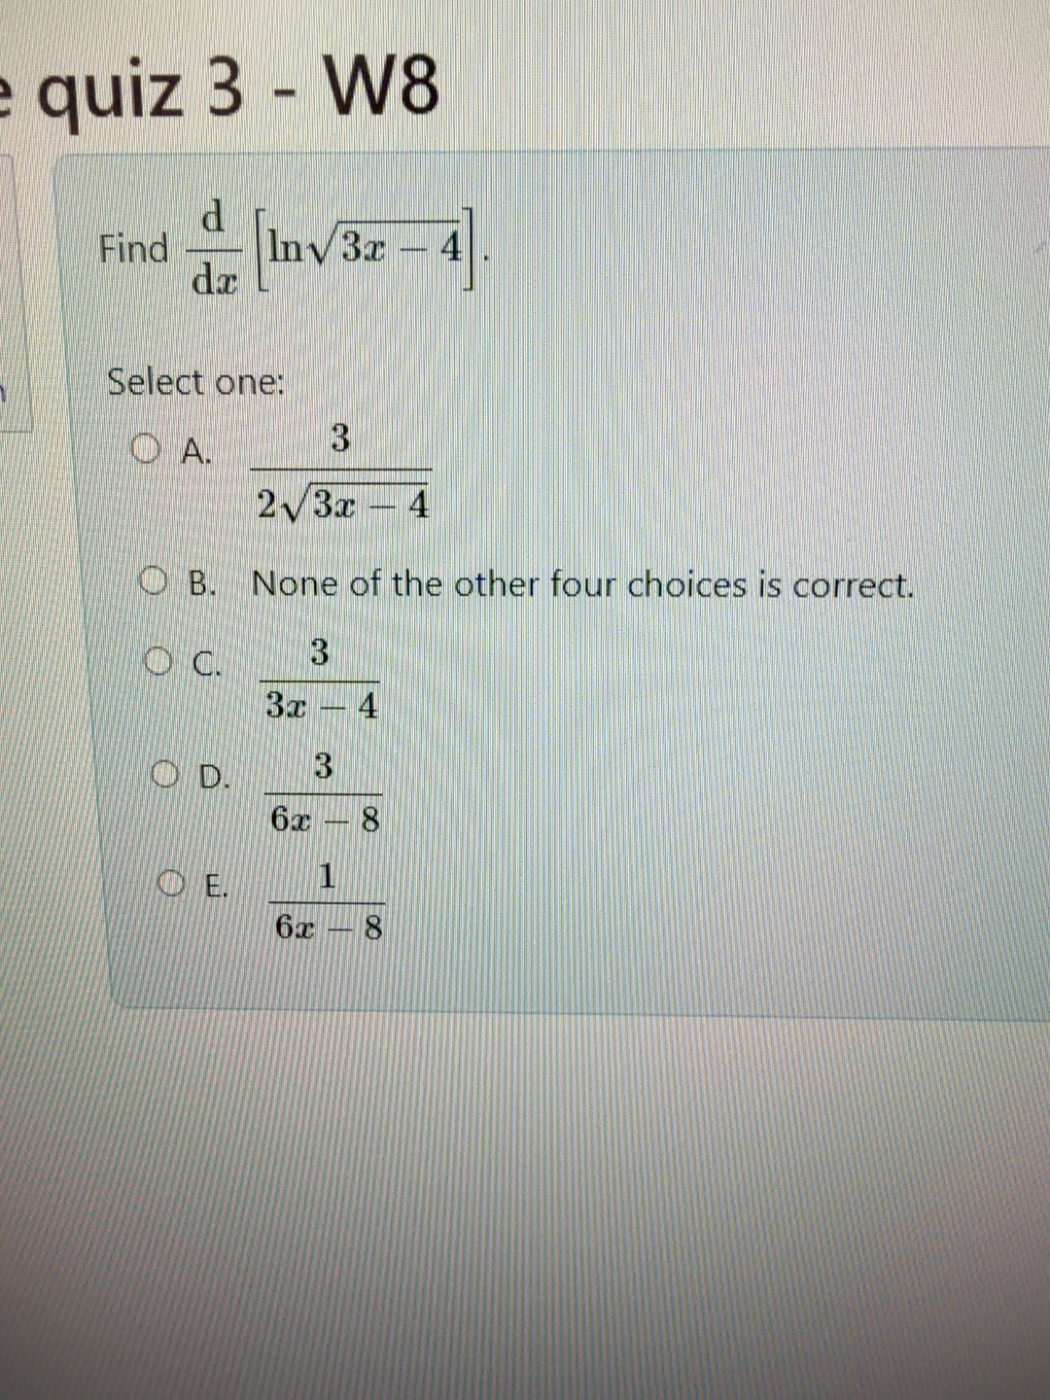 quiz 3 - W8
Find d/dx [ln√(3x − 4)].
Select one:
A. 3/(2√(3x − 4))
B. None of the other four choices is correct.
C. 3/(3x − 4)
D. 3/(6x − 8)
E. 1/(6x − 8)